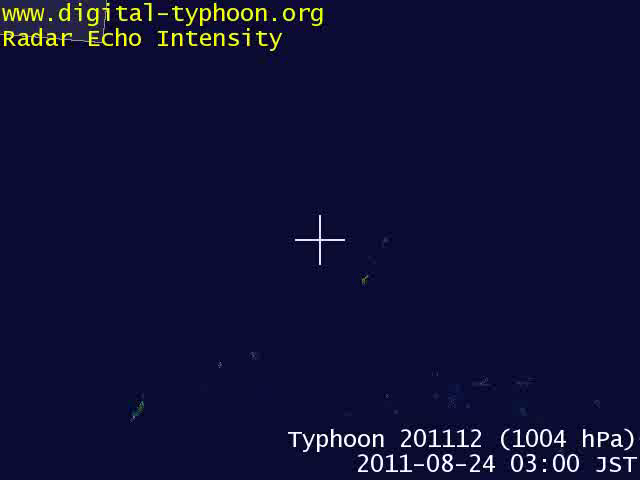 www.digital-typhoon.org
Radar Echo Intensity
Typhoon 201112 (1004 hPa)
2011-08-24 03:00 JST